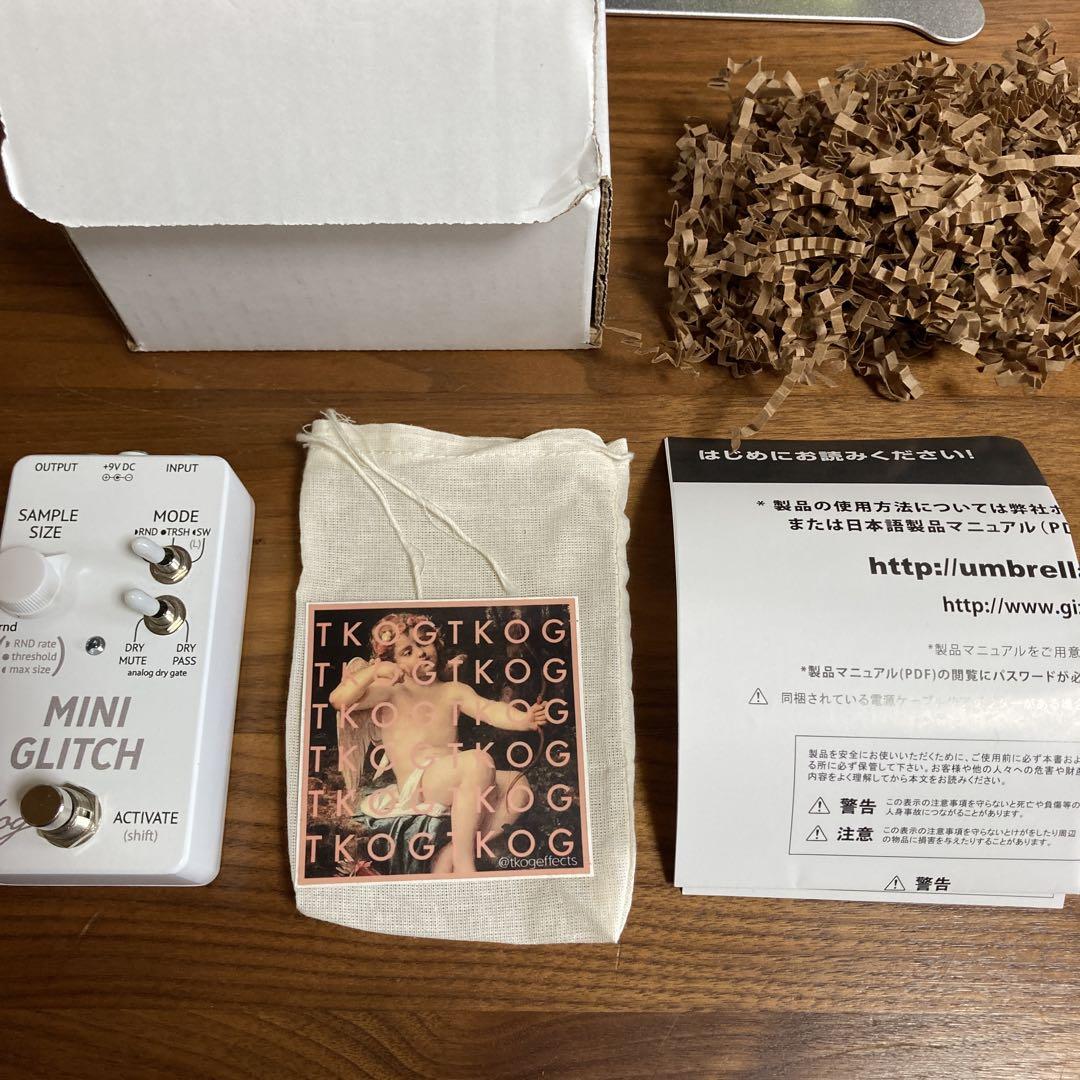 OUTPUT
+9V DC
INPUT
SAMPLE
SIZE
MODE
◗RND ●TRSH ◖SW
(L)
rnd
◗ RND rate
● threshold
◖ max size
DRY
MUTE
DRY
PASS
analog dry gate
MINI
GLITCH
ACTIVATE
(shift)
TKOGTKOG
TKOGTKOG
TKOGTKOG
TKOGTKOG
TKOGTKOG
TKOG KOG
@tkogeffects
はじめにお読みください!
* 製品の使用方法については弊社ホ
または日本語製品マニュアル(PD
http://umbrella
http://www.giz
*製品マニュアルをご用意
*製品マニュアル(PDF)の閲覧にパスワードが必
⚠ 同梱されている電源ケーブル
製品を安全にお使いいただくために、ご使用前に必ず本書およ
る所に必ず保管して下さい。お客様や他の人々への危害や財産
内容をよく理解してから本文をお読みください。
⚠ 警告 この表示の注意事項を守らないと死亡や負傷等の
人身事故につながることがあります。
⚠ 注意 この表示の注意事項を守らないとけがをしたり周辺
の物品に損害を与えたりすることがあります。
⚠ 警告